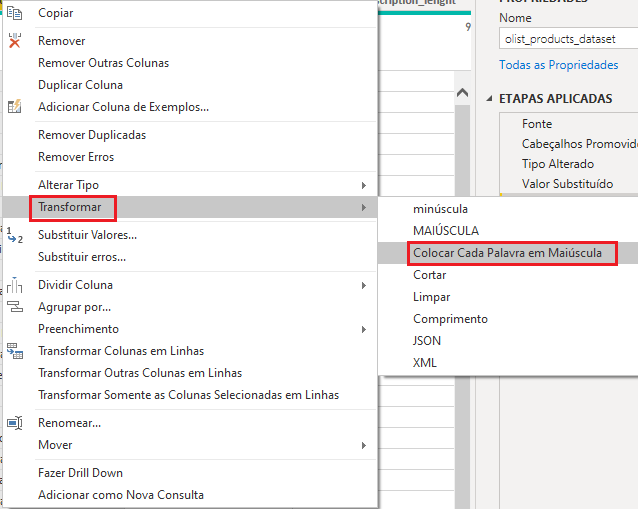 Copiar
Remover
Remover Outras Colunas
Duplicar Coluna
Adicionar Coluna de Exemplos...
Remover Duplicadas
Remover Erros
Alterar Tipo
Transformar
Substituir Valores...
Substituir erros...
Dividir Coluna
Agrupar por...
Preenchimento
Transformar Colunas em Linhas
Transformar Outras Colunas em Linhas
Transformar Somente as Colunas Selecionadas em Linhas
Renomear...
Mover
Fazer Drill Down
Adicionar como Nova Consulta
minúscula
MAIÚSCULA
Colocar Cada Palavra em Maiúscula
Cortar
Limpar
Comprimento
JSON
XML
scription_lenght
9
Nome
olist_products_dataset
Todas as Propriedades
ETAPAS APLICADAS
Fonte
Cabeçalhos Promovido
Tipo Alterado
Valor Substituído